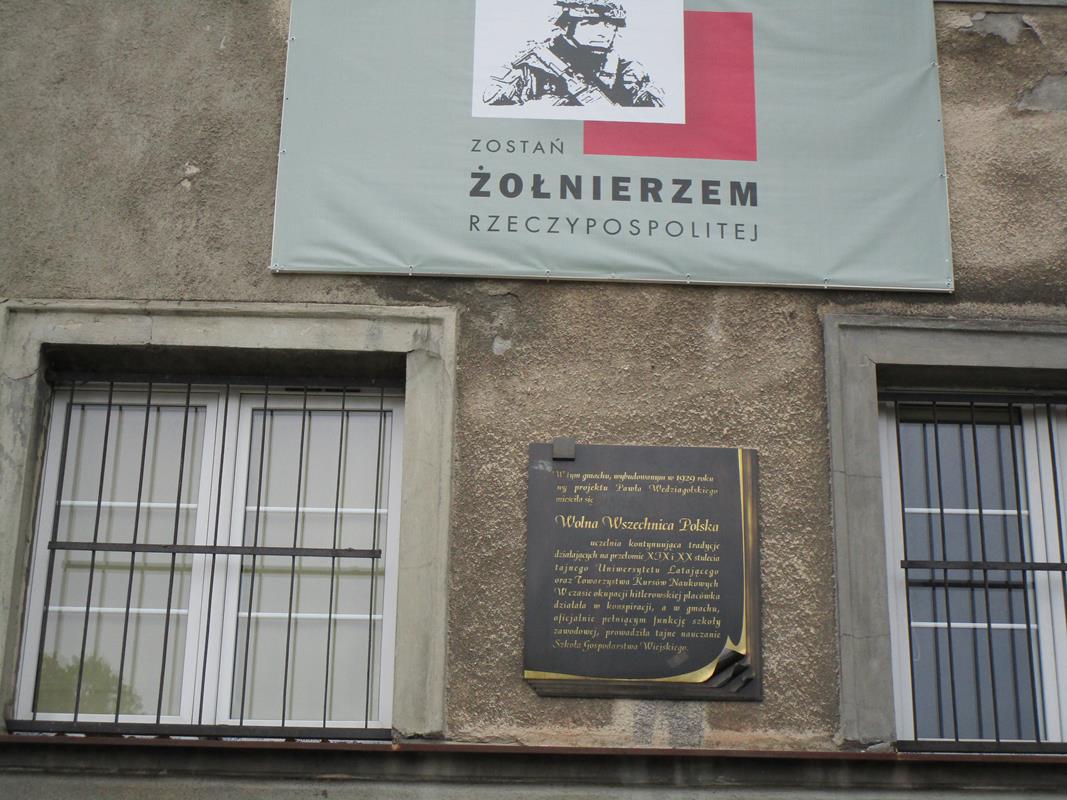 ZOSTAŃ
ŻOŁNIERZEM
RZECZYPOSPOLITEJ
W tym gmachu, wybudowanym w 1929 roku
wg projektu Pawła Wędziagolskiego
mieściła się
Wolna Wszechnica Polska
uczelnia kontynuująca tradycje
działających na przełomie XIX i XX stulecia
tajnego Uniwersytetu Latającego
oraz Towarzystwa Kursów Naukowych
W czasie okupacji hitlerowskiej placówka
działała w konspiracji, a w gmachu,
oficjalnie pełniącym funkcję szkoły
zawodowej, prowadziła tajne nauczanie
Szkoła Gospodarstwa Wiejskiego.